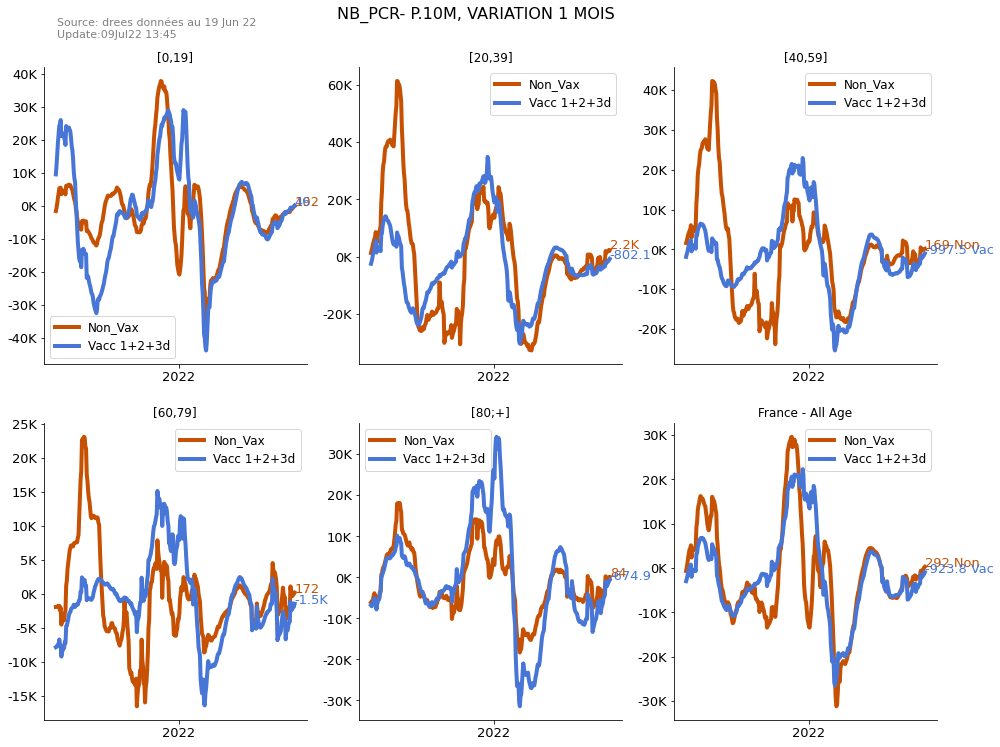 NB_PCR- P.10M, VARIATION 1 MOIS
Source: drees données au 19 Jun 22
Update:09Jul22 13:45
[0,19]
40K
30K
20K
10K
0K
-10K
-20K
-30K
-40K
Non_Vax
Vacc 1+2+3d
2022
[20,39]
60K
40K
20K
0K
-20K
Non_Vax
Vacc 1+2+3d
2.2K
-802.1
2022
[40,59]
40K
30K
20K
10K
0K
-10K
-20K
Non_Vax
Vacc 1+2+3d
169 Non
-997.5 Vac
2022
[60,79]
25K
20K
15K
10K
5K
0K
-5K
-10K
-15K
Non_Vax
Vacc 1+2+3d
172
-1.5K
2022
[80;+]
30K
20K
10K
0K
-10K
-20K
-30K
Non_Vax
Vacc 1+2+3d
84
-674.9
2022
France - All Age
30K
20K
10K
0K
-10K
-20K
-30K
Non_Vax
Vacc 1+2+3d
292 Non
-923.8 Vac
2022